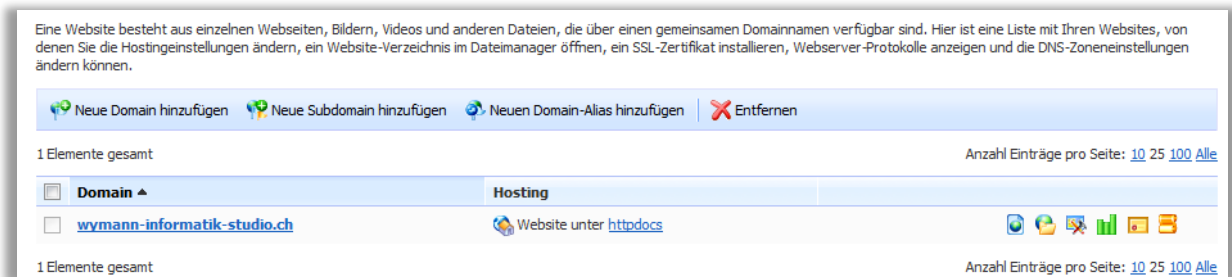 Eine Website besteht aus einzelnen Webseiten, Bildern, Videos und anderen Dateien, die über einen gemeinsamen Domainnamen verfügbar sind. Hier ist eine Liste mit Ihren Websites, von
denen Sie die Hostingeinstellungen ändern, ein Website-Verzeichnis im Dateimanager öffnen, ein SSL-Zertifikat installieren, Webserver-Protokolle anzeigen und die DNS-Zoneneinstellungen
ändern können.
Neue Domain hinzufügen Neue Subdomain hinzufügen Neuen Domain-Alias hinzufügen Entfernen
1 Elemente gesamt Anzahl Einträge pro Seite: 10 25 100 Alle
Domain Hosting
wymann-informatik-studio.ch Website unter httpdocs
1 Elemente gesamt Anzahl Einträge pro Seite: 10 25 100 Alle